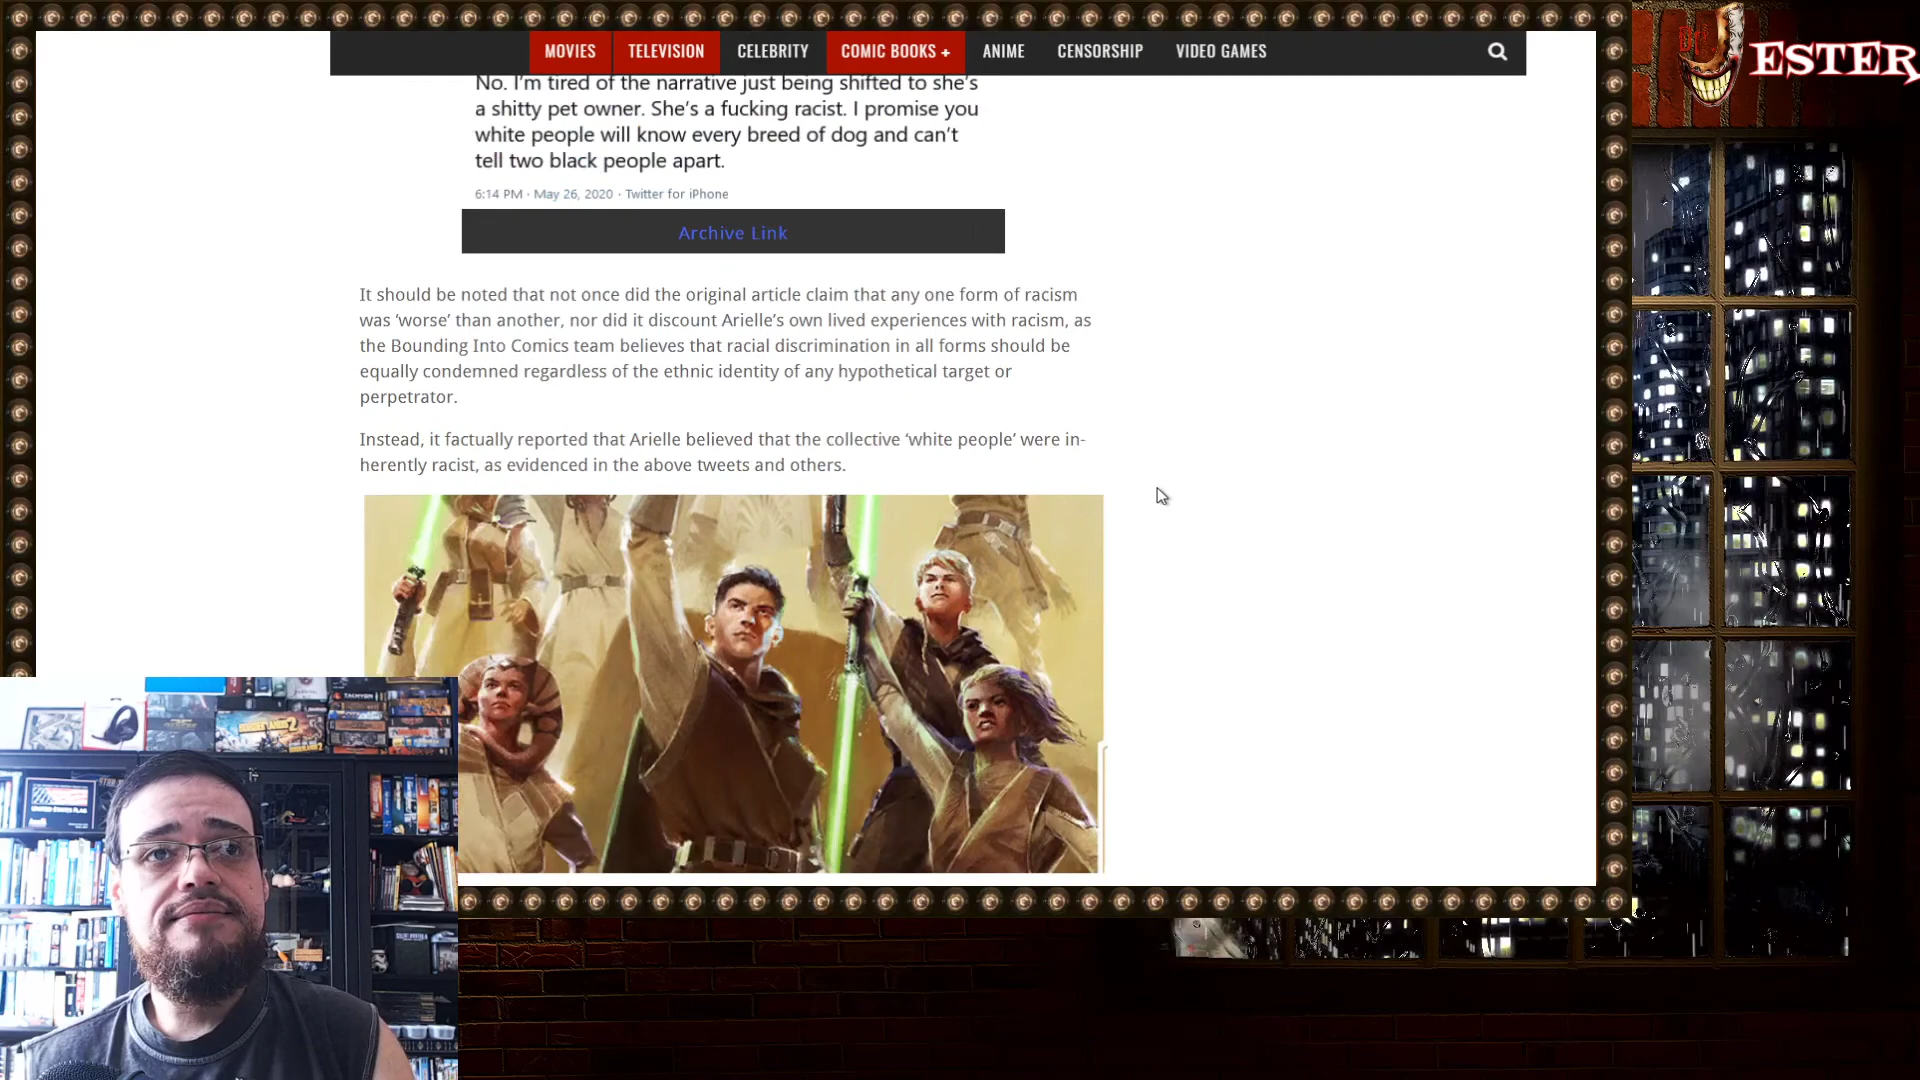 MOVIES TELEVISION CELEBRITY COMIC BOOKS + ANIME CENSORSHIP VIDEO GAMES
JESTER
No. I'm tired of the narrative just being shifted to she's
a shitty pet owner. She's a fucking racist. I promise you
white people will know every breed of dog and can't
tell two black people apart.
6:14 PM · May 26, 2020 · Twitter for iPhone
Archive Link
It should be noted that not once did the original article claim that any one form of racism
was ‘worse’ than another, nor did it discount Arielle’s own lived experiences with racism, as
the Bounding Into Comics team believes that racial discrimination in all forms should be
equally condemned regardless of the ethnic identity of any hypothetical target or
perpetrator.
Instead, it factually reported that Arielle believed that the collective ‘white people’ were in-
herently racist, as evidenced in the above tweets and others.
TACHYON
BORDERLANDS 2